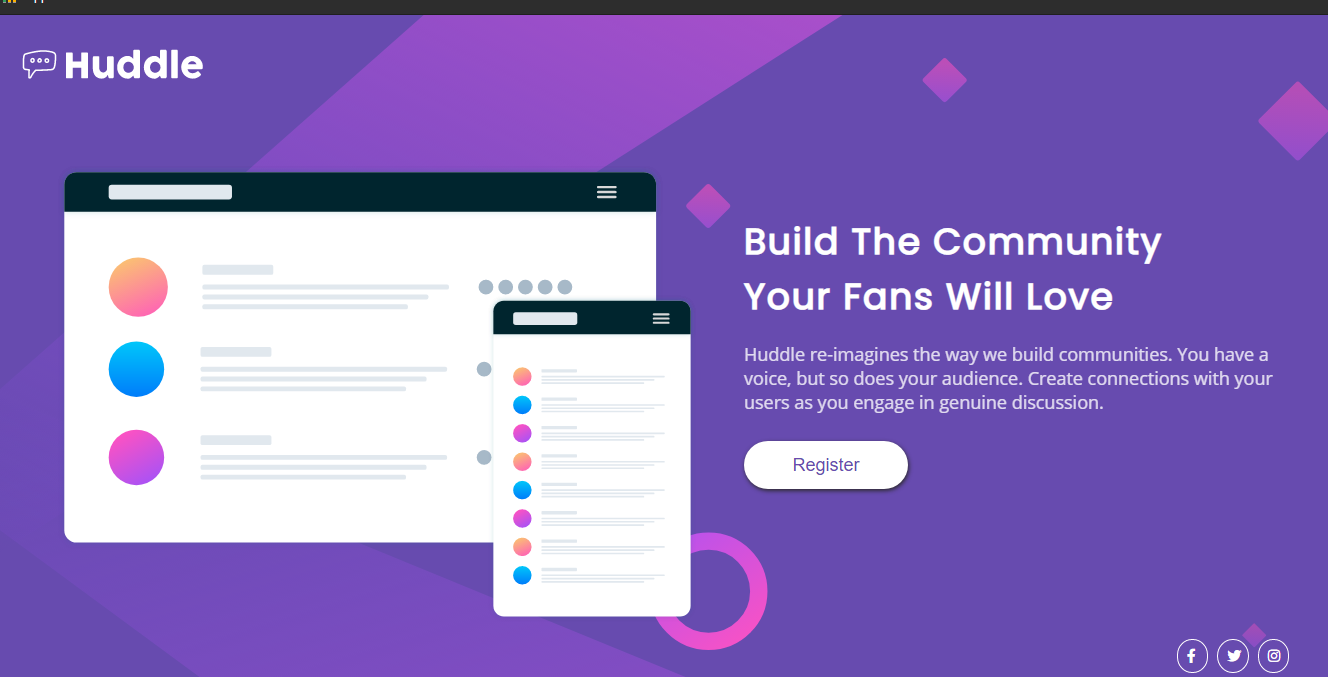 Huddle
Build The Community
Your Fans Will Love
Huddle re-imagines the way we build communities. You have a
voice, but so does your audience. Create connections with your
users as you engage in genuine discussion.
Register